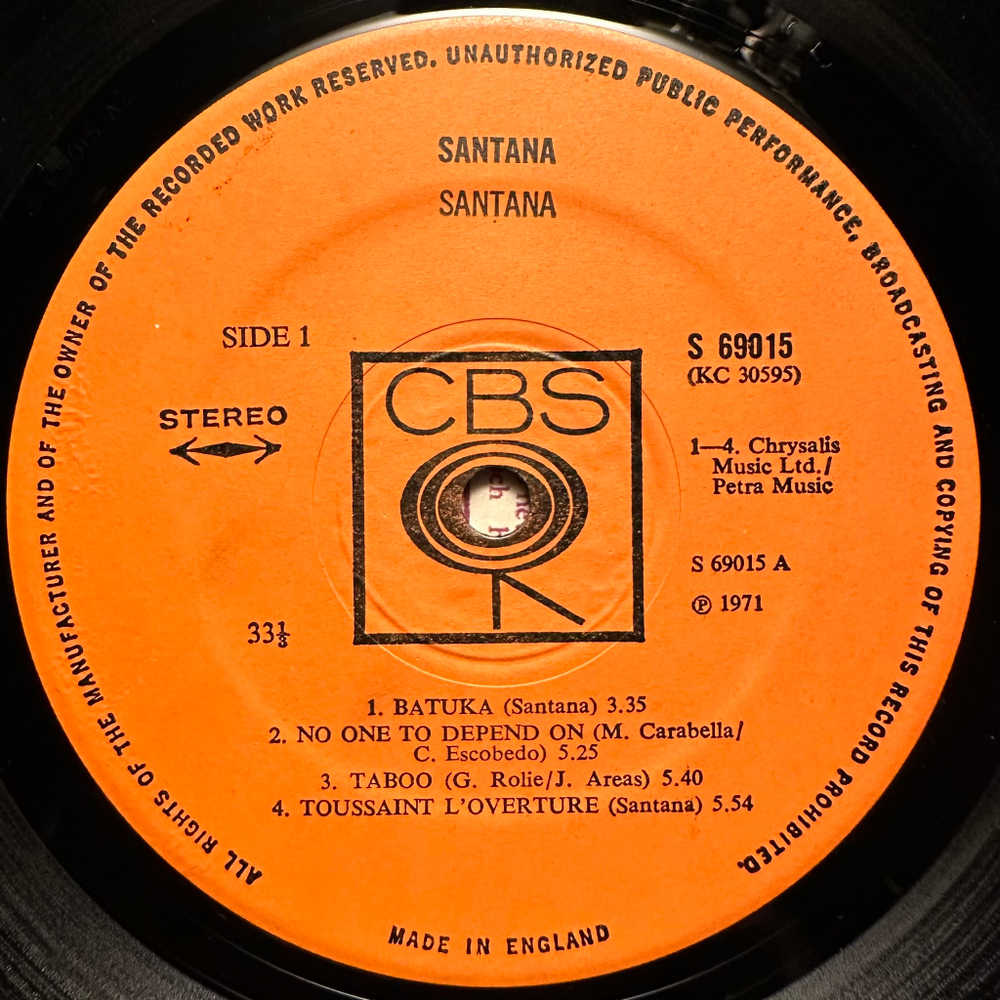 ALL RIGHTS OF THE MANUFACTURER AND OF THE OWNER OF THE RECORDED WORK RESERVED. UNAUTHORIZED PUBLIC PERFORMANCE, BROADCASTING AND COPYING OF THIS RECORD PROHIBITED.
SANTANA
SANTANA
SIDE 1
STEREO
33⅓
CBS
S 69015
(KC 30595)
1—4. Chrysalis
Music Ltd./
Petra Music
S 69015 A
℗ 1971
1. BATUKA (Santana) 3.35
2. NO ONE TO DEPEND ON (M. Carabella/
C. Escobedo) 5.25
3. TABOO (G. Rolie/J. Areas) 5.40
4. TOUSSAINT L'OVERTURE (Santana) 5.54
MADE IN ENGLAND